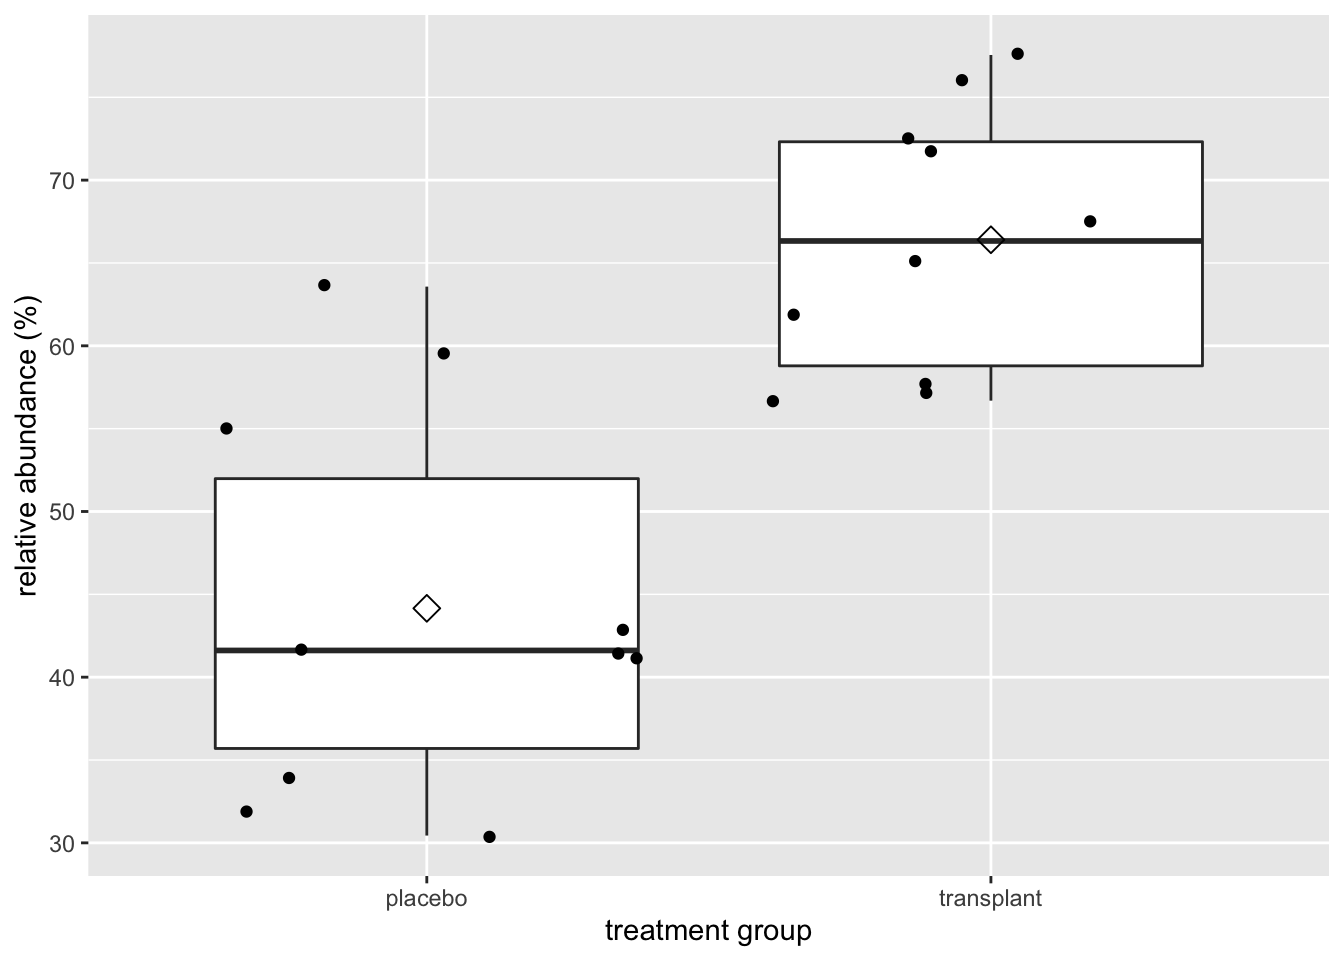 relative abundance (%)
70
60
50
40
30
placebo
transplant
treatment group